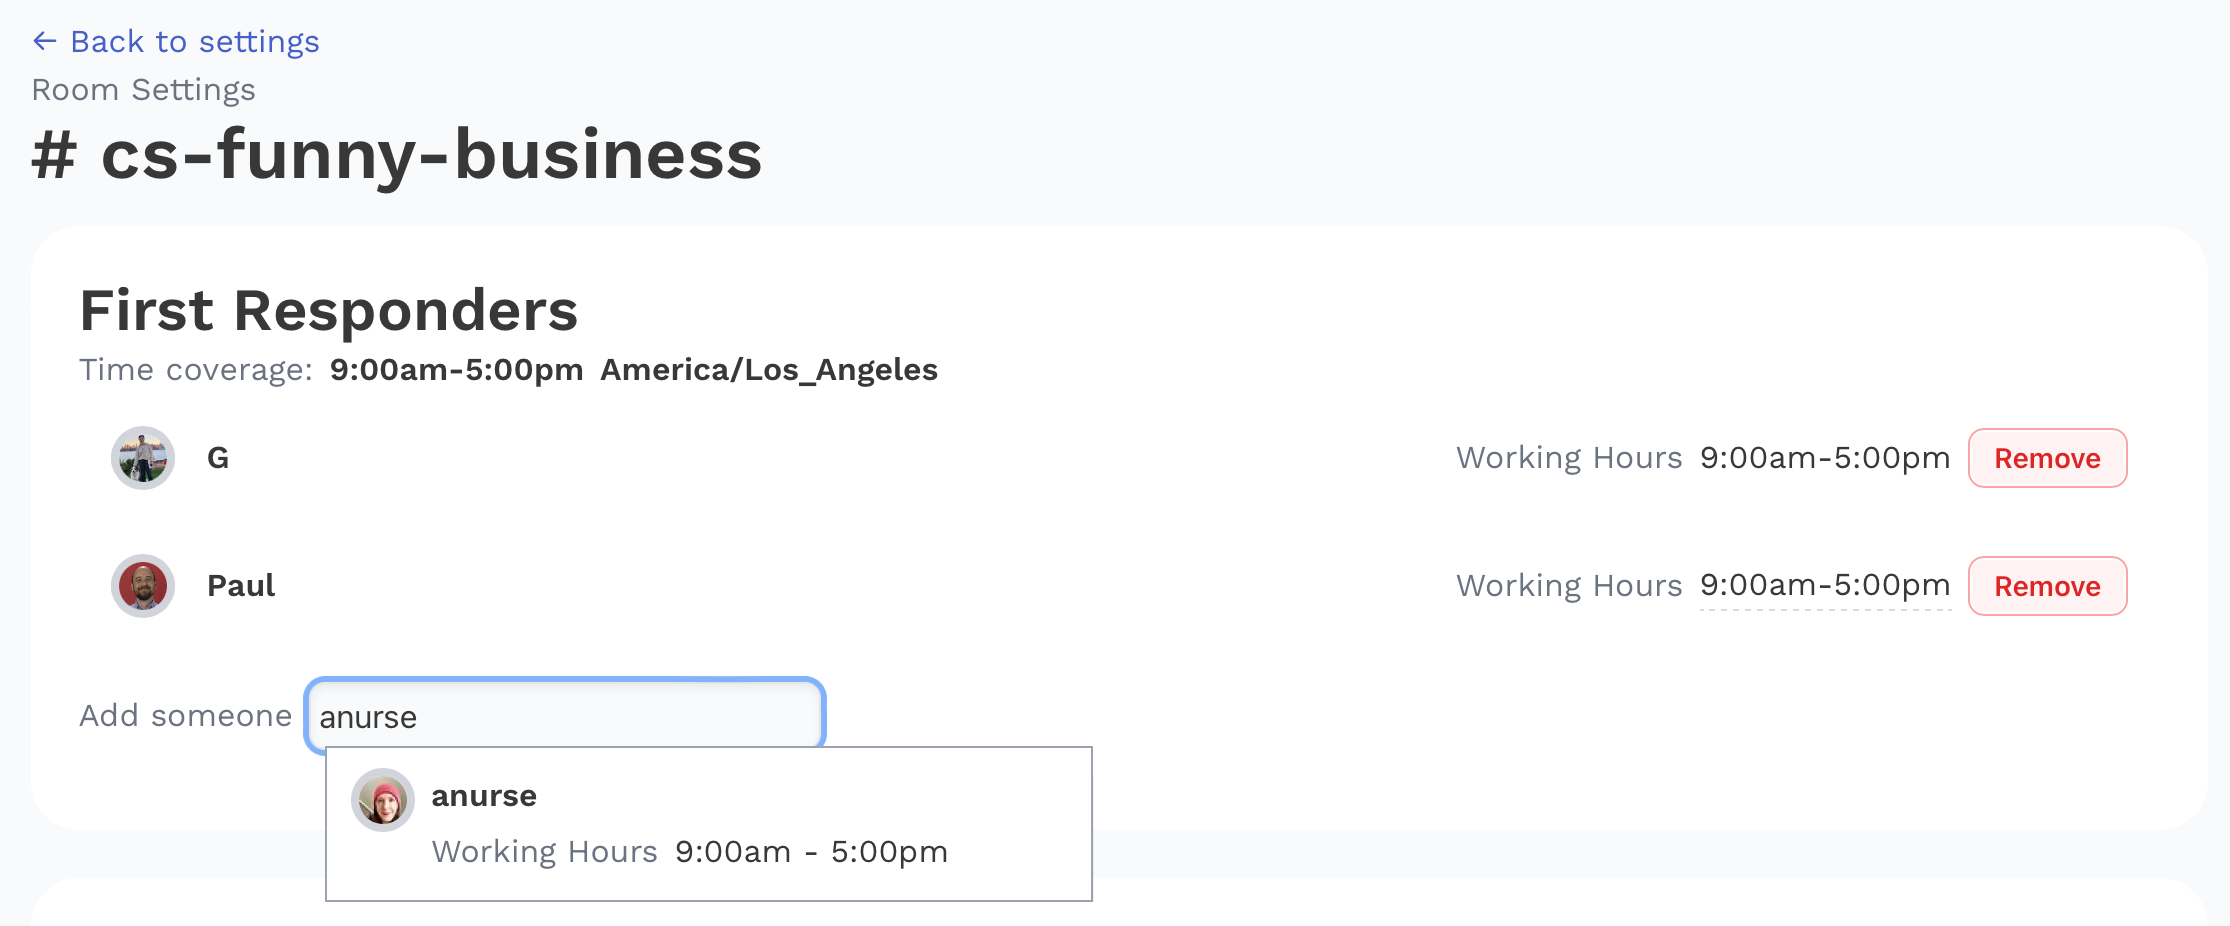 ← Back to settings
Room Settings
# cs-funny-business
First Responders
Time coverage: 9:00am-5:00pm America/Los_Angeles
G Working Hours 9:00am-5:00pm Remove
Paul Working Hours 9:00am-5:00pm Remove
Add someone anurse
anurse
Working Hours 9:00am - 5:00pm